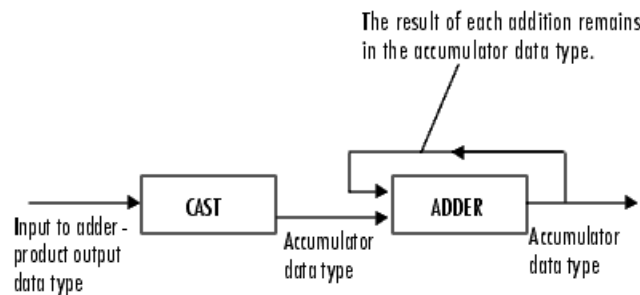 The result of each addition remains
in the accumulator data type.
CAST
ADDER
Input to adder -
product output
data type
Accumulator
data type
Accumulator
data type